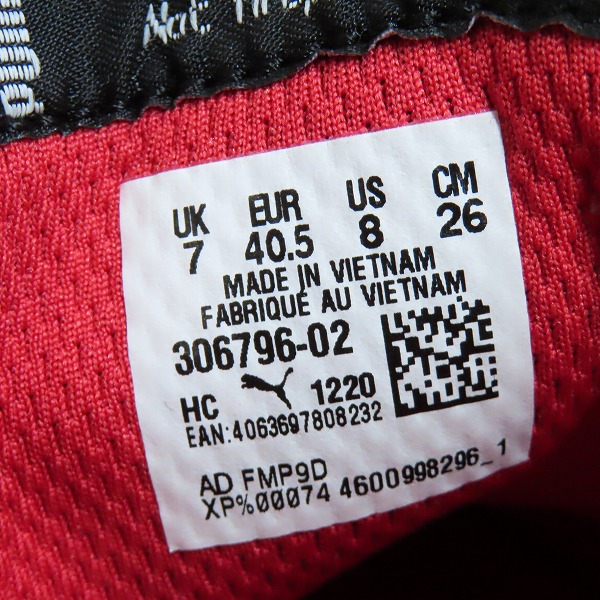 UK EUR US CM
7 40.5 8 26
MADE IN VIETNAM
FABRIQUÉ AU VIETNAM
306796-02
HC 1220
EAN:4063697808232
AD FMP9D
XP%00074 4600998296_1